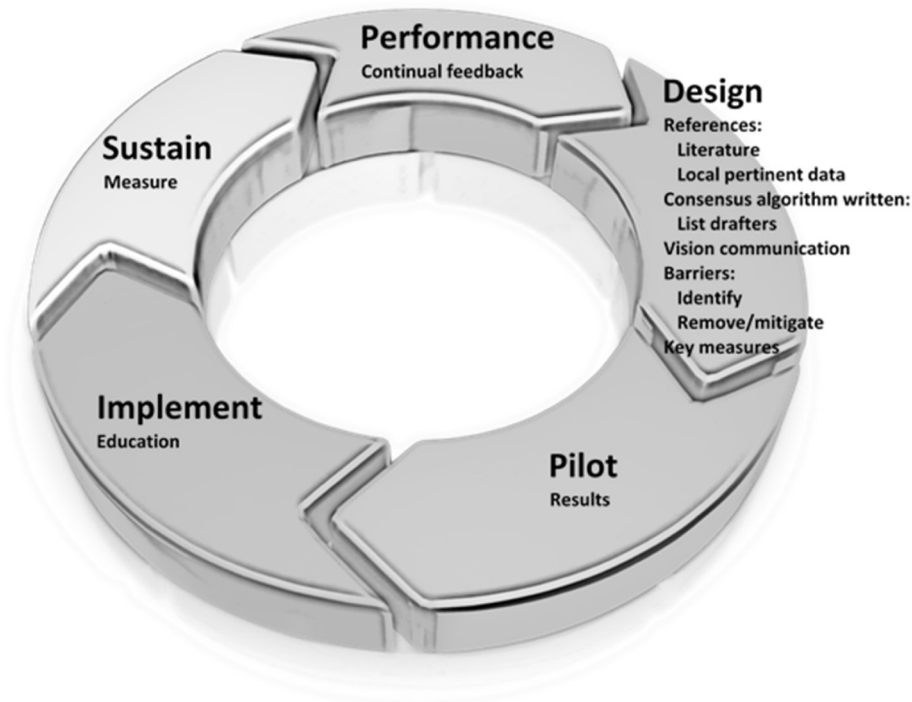 Performance
Continual feedback
Design
References:
Literature
Local pertinent data
Consensus algorithm written:
List drafters
Vision communication
Barriers:
Identify
Remove/mitigate
Key measures
Pilot
Results
Implement
Education
Sustain
Measure